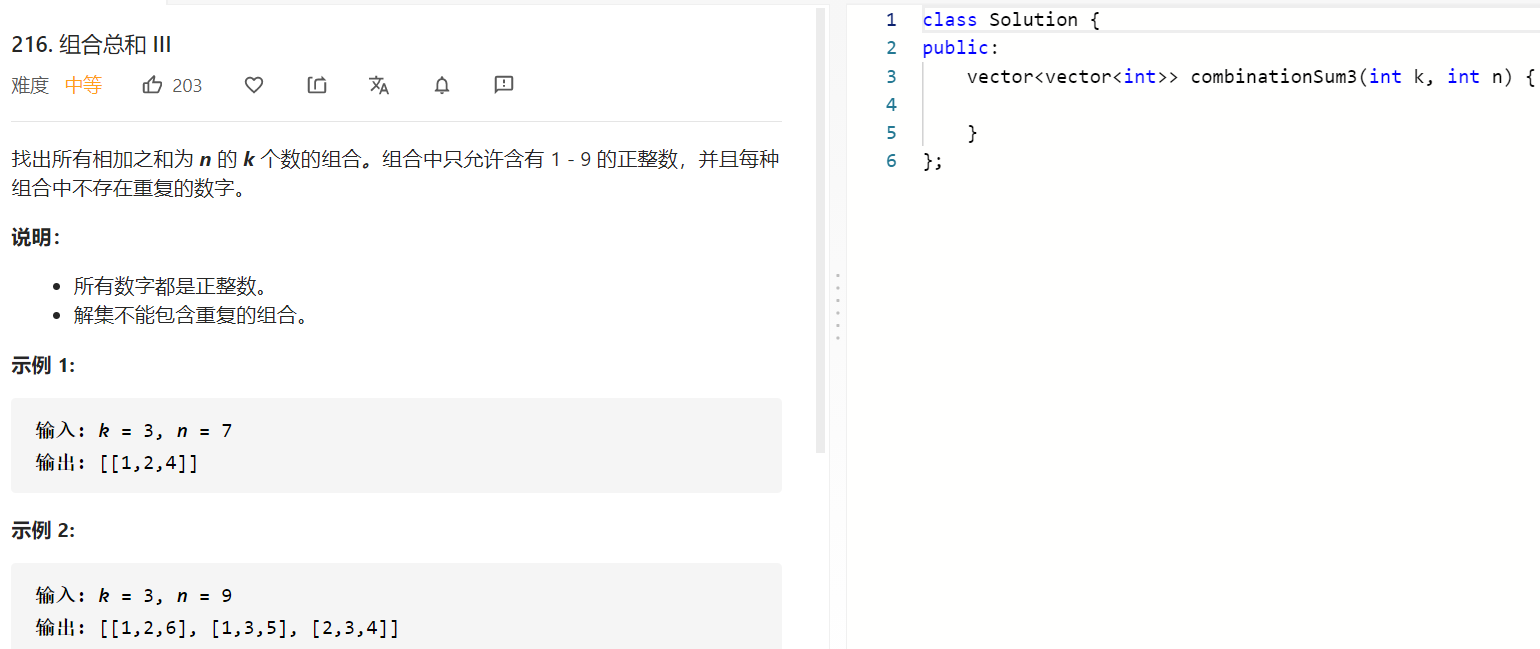 216. 组合总和 III
难度 中等 203
找出所有相加之和为 n 的 k 个数的组合。组合中只允许含有 1 - 9 的正整数，并且每种
组合中不存在重复的数字。
说明：
所有数字都是正整数。
解集不能包含重复的组合。
示例 1:
输入: k = 3, n = 7
输出: [[1,2,4]]
示例 2:
输入: k = 3, n = 9
输出: [[1,2,6], [1,3,5], [2,3,4]]
1 class Solution {
2 public:
3     vector<vector<int>> combinationSum3(int k, int n) {
4
5     }
6 };